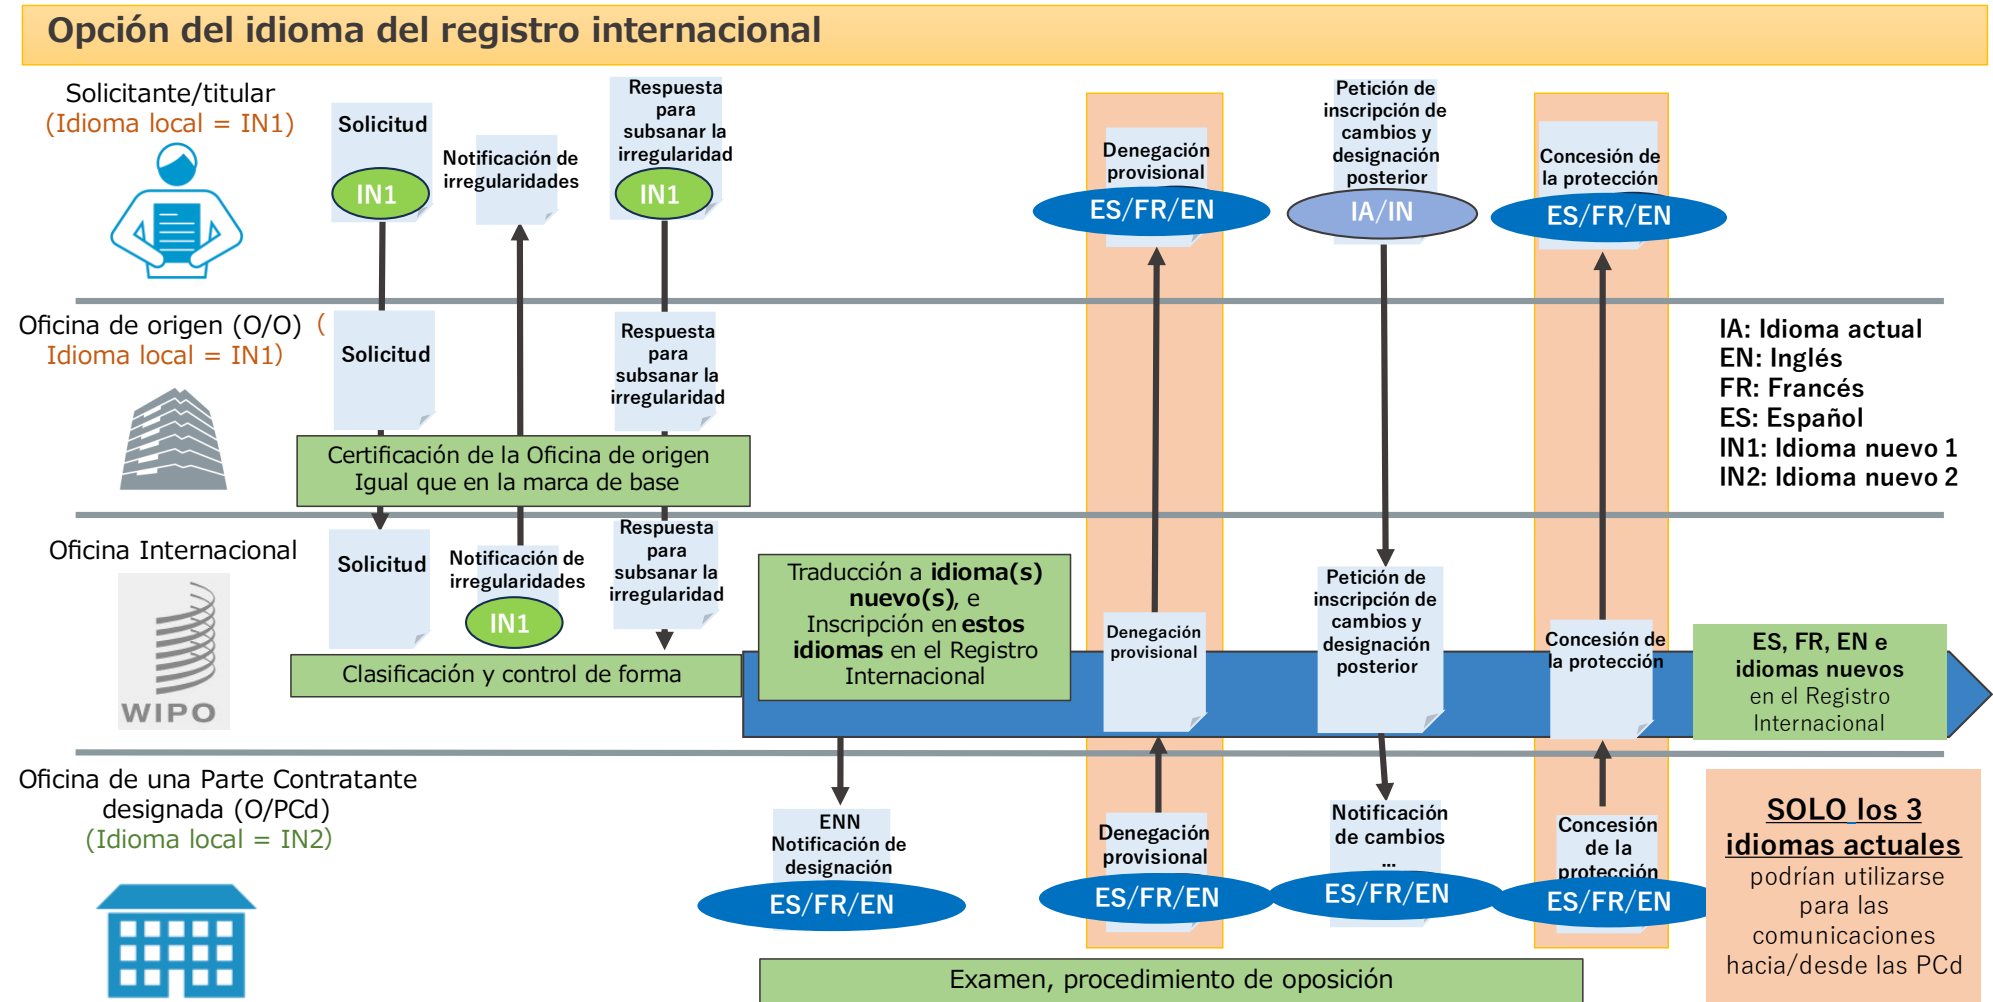 Opción del idioma del registro internacional
Solicitante/titular
(Idioma local = IN1)
Solicitud
IN1
Notificación de
irregularidades
Respuesta
para
subsanar la
irregularidad
IN1
Denegación
provisional
ES/FR/EN
Petición de
inscripción de
cambios y
designación
posterior
IA/IN
Concesión de
la protección
ES/FR/EN
Oficina de origen (O/O) (
Idioma local = IN1)
Solicitud
Respuesta
para
subsanar la
irregularidad
Certificación de la Oficina de origen
Igual que en la marca de base
IA: Idioma actual
EN: Inglés
FR: Francés
ES: Español
IN1: Idioma nuevo 1
IN2: Idioma nuevo 2
Oficina Internacional
WIPO
Solicitud
Notificación de
irregularidades
IN1
Respuesta
para
subsanar la
irregularidad
Clasificación y control de forma
Traducción a idioma(s)
nuevo(s), e
Inscripción en estos
idiomas en el Registro
Internacional
Denegación
provisional
Petición de
inscripción de
cambios y
designación
posterior
Concesión de
la protección
ES, FR, EN e
idiomas nuevos
en el Registro
Internacional
Oficina de una Parte Contratante
designada (O/PCd)
(Idioma local = IN2)
ENN
Notificación de
designación
ES/FR/EN
Denegación
provisional
ES/FR/EN
Notificación
de cambios
...
ES/FR/EN
Concesión
de la
protección
ES/FR/EN
SOLO los 3
idiomas actuales
podrían utilizarse
para las
comunicaciones
hacia/desde las PCd
Examen, procedimiento de oposición